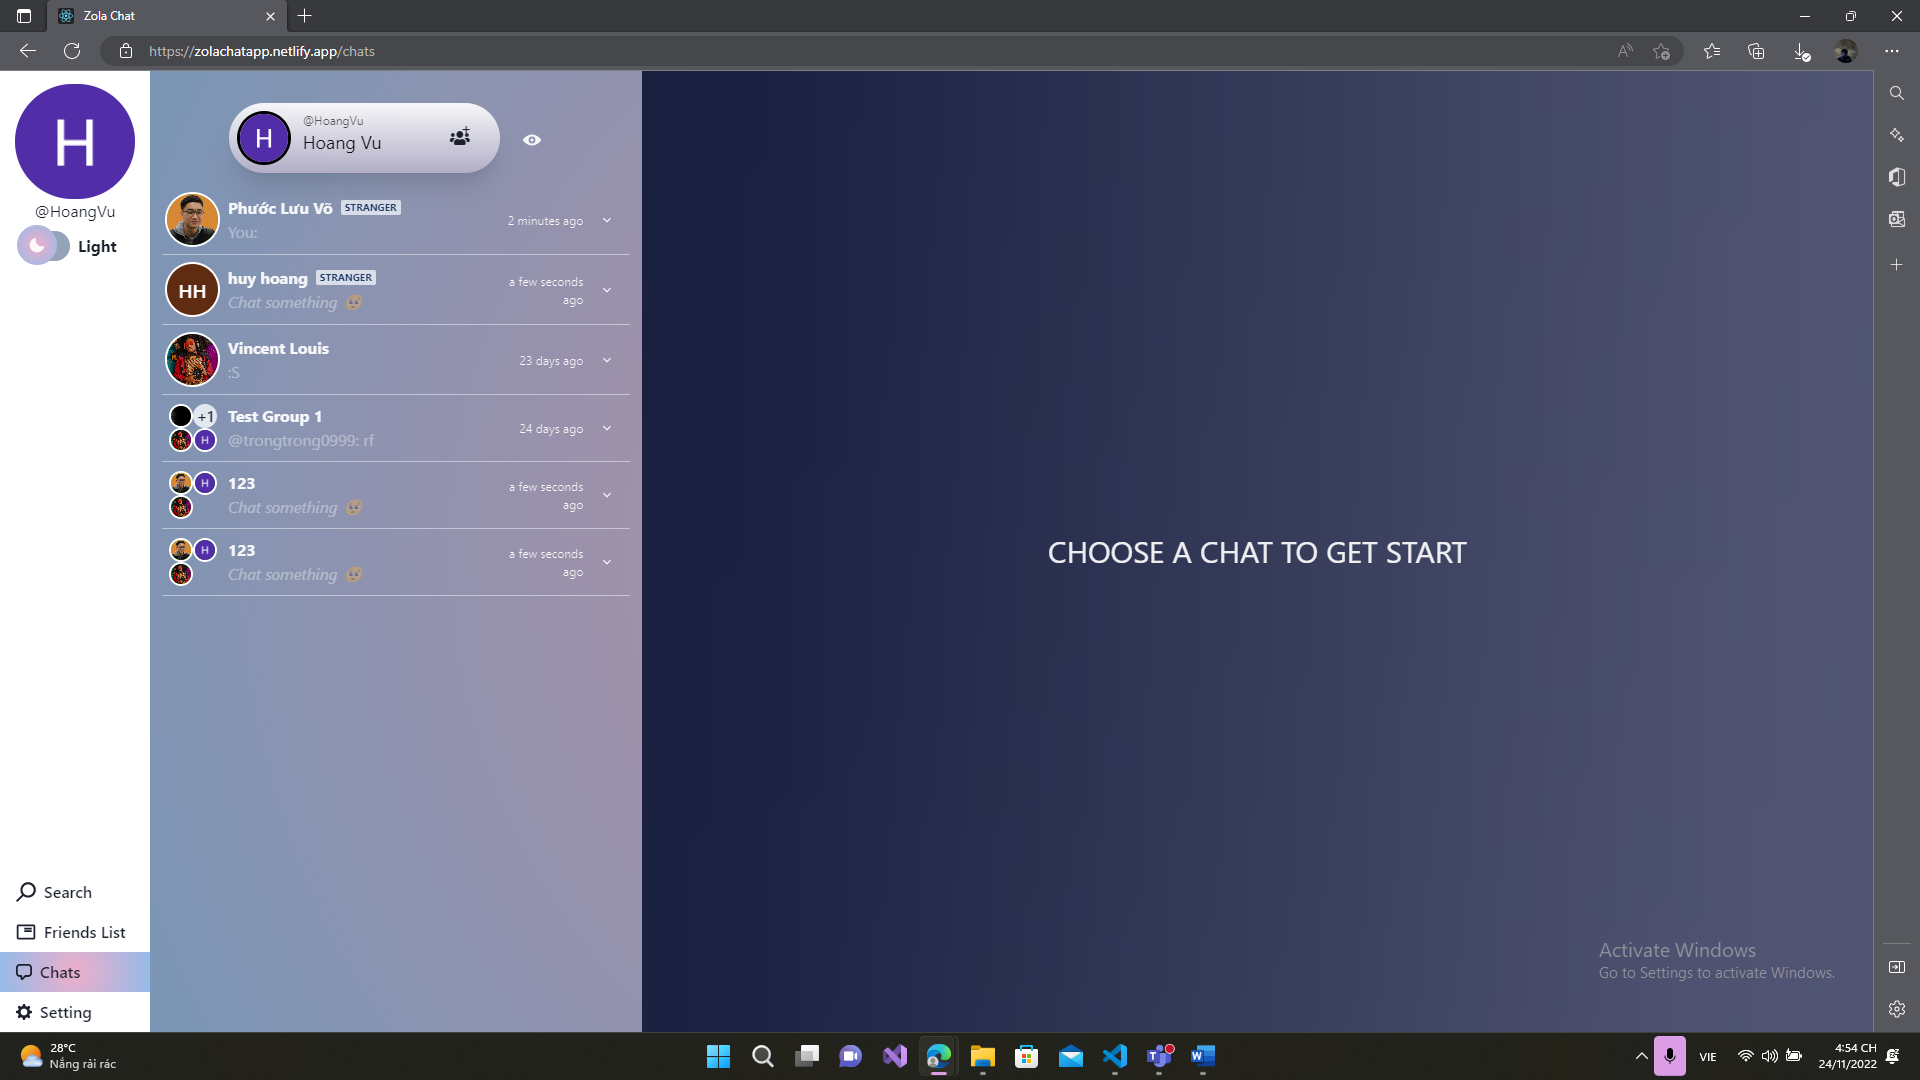 Zola Chat
https://zolachatapp.netlify.app/chats
H
@HoangVu
Light
H
@HoangVu
Hoang Vu
Phước Lưu Võ STRANGER
You:
2 minutes ago
HH
huy hoang STRANGER
Chat something 🥺
a few seconds
ago
Vincent Louis
:S
23 days ago
+1
H
Test Group 1
@trongtrong0999: rf
24 days ago
H
123
Chat something 🥺
a few seconds
ago
H
123
Chat something 🥺
a few seconds
ago
CHOOSE A CHAT TO GET START
Search
Friends List
Chats
Setting
Activate Windows
Go to Settings to activate Windows.
28°C
Nắng rải rác
VIE
4:54 CH
24/11/2022